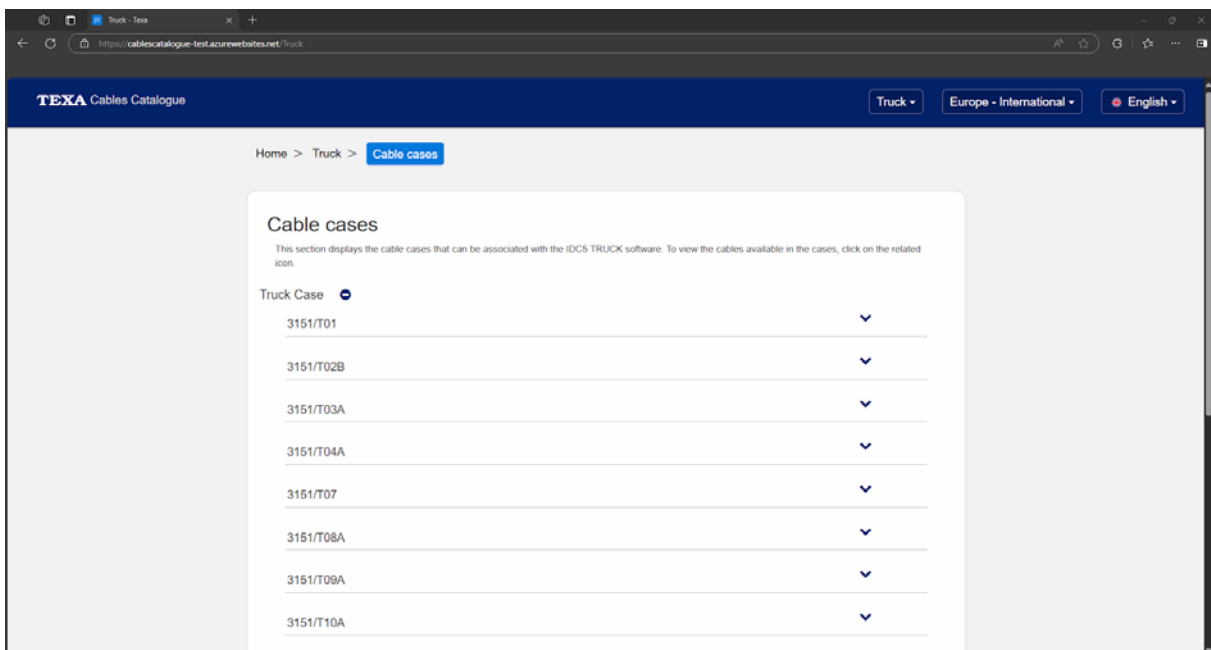 Truck - Texa
https://cablescatalogue-test.azurewebsites.net/Truck
TEXA Cables Catalogue
Truck
Europe - International
English
Home > Truck > Cable cases
Cable cases
This section displays the cable cases that can be associated with the IDC5 TRUCK software. To view the cables available in the cases, click on the related
icon.
Truck Case
3151/T01
3151/T02B
3151/T03A
3151/T04A
3151/T07
3151/T08A
3151/T09A
3151/T10A